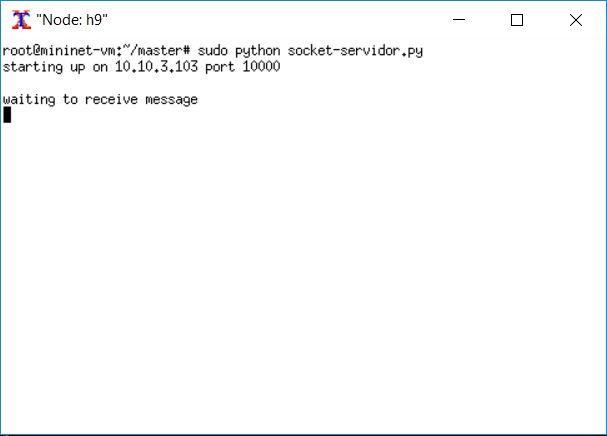 "Node: h9"
root@mininet-vm:~/master# sudo python socket-servidor.py
starting up on 10.10.3.103 port 10000
waiting to receive message